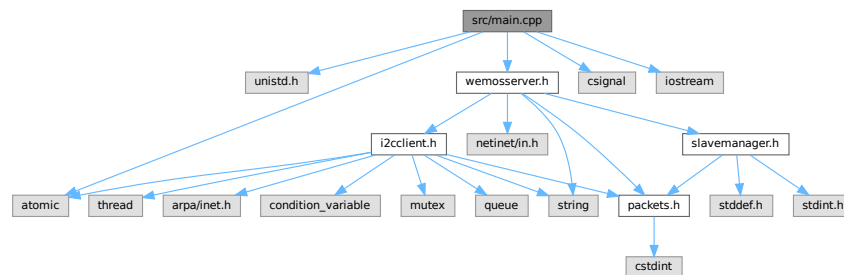 src/main.cpp
unistd.h
wemosserver.h
csignal
iostream
i2cclient.h
netinet/in.h
slavemanager.h
atomic
thread
arpa/inet.h
condition_variable
mutex
queue
string
packets.h
stddef.h
stdint.h
cstdint